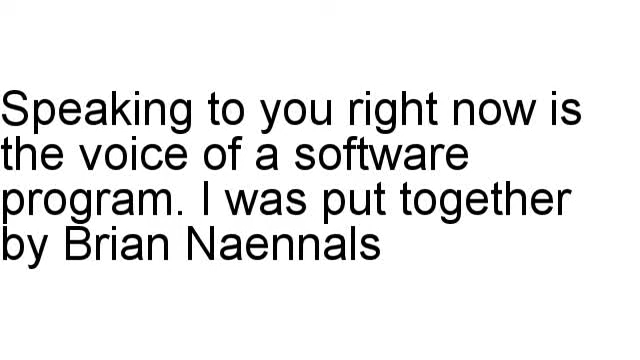 Speaking to you right now is
the voice of a software
program. I was put together
by Brian Naennals